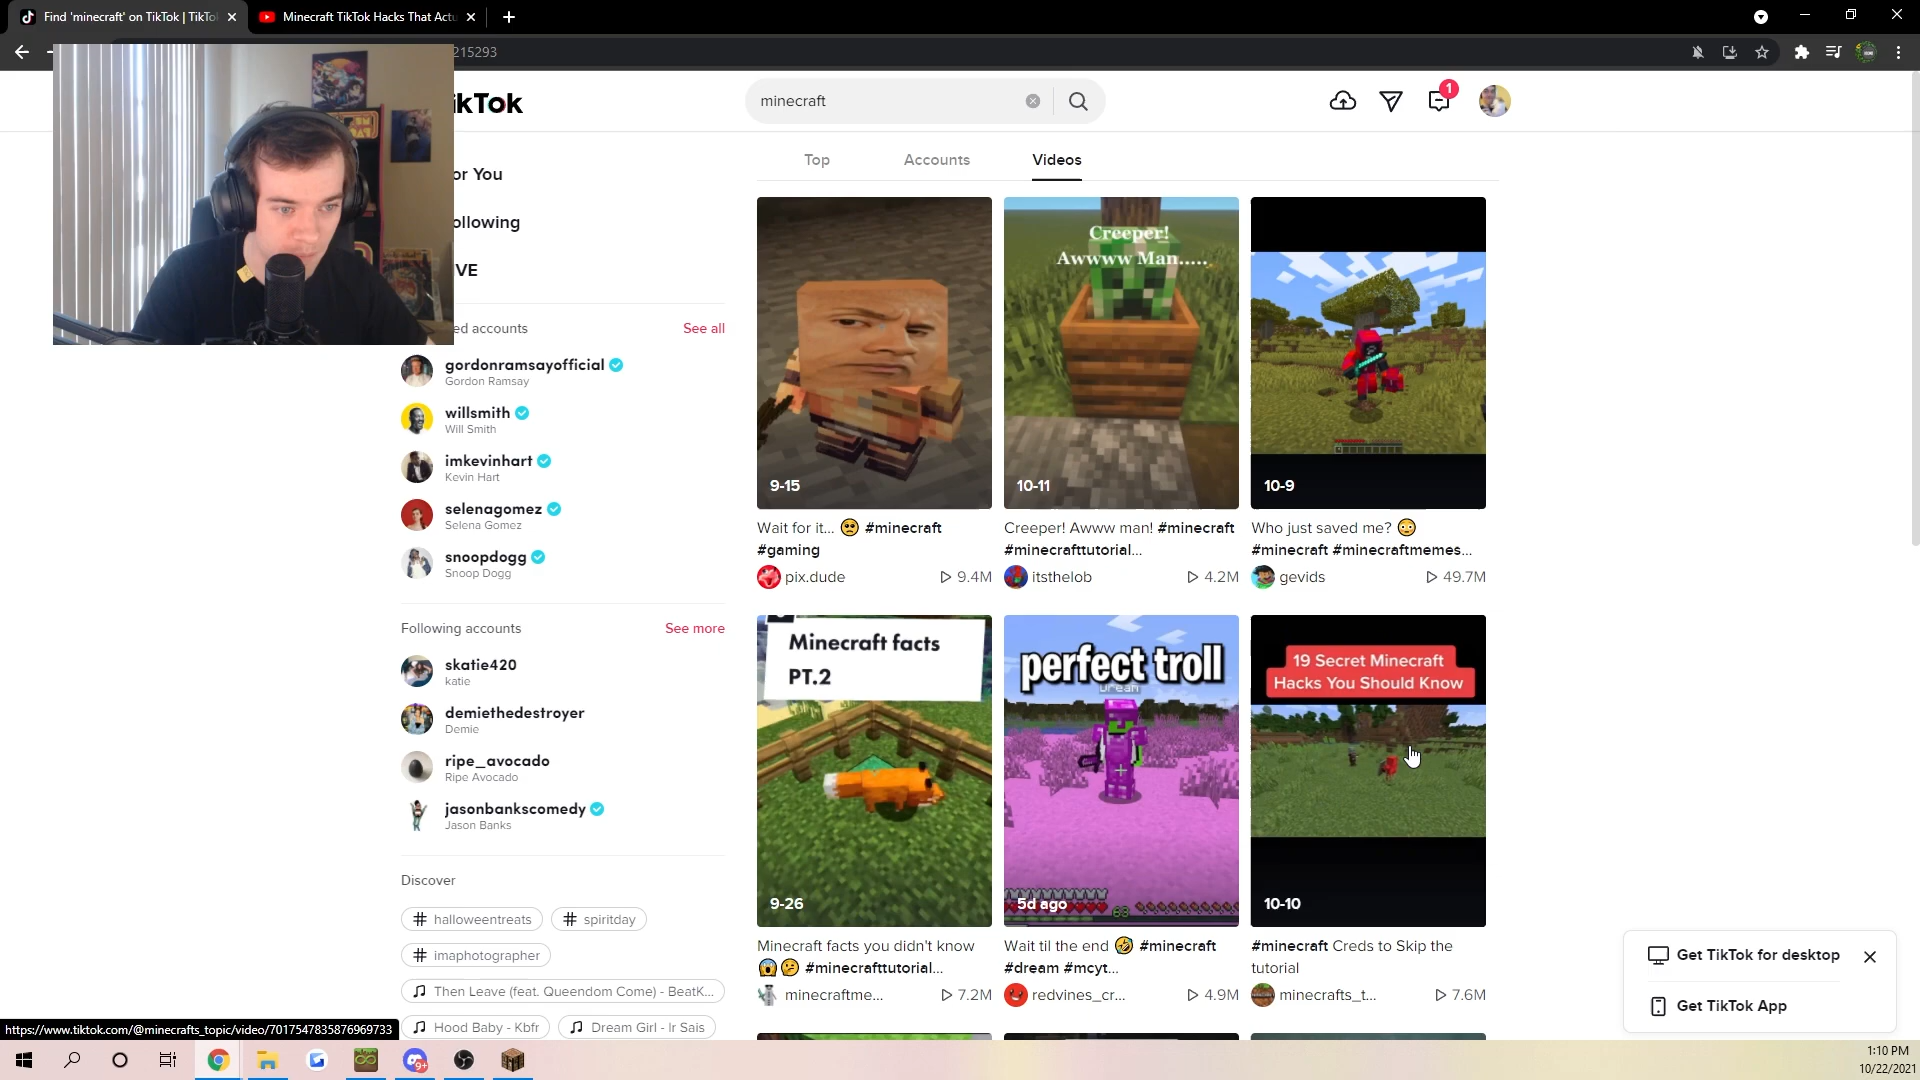 Find 'minecraft' on TikTok | TikTo
Minecraft TikTok Hacks That Actu
215293
ikTok
minecraft
1
Top
Accounts
Videos
or You
ollowing
VE
ed accounts
See all
gordonramsayofficial
Gordon Ramsay
willsmith
Will Smith
imkevinhart
Kevin Hart
selenagomez
Selena Gomez
snoopdogg
Snoop Dogg
Following accounts
See more
skatie420
katie
demiethedestroyer
Demie
ripe_avocado
Ripe Avocado
jasonbankscomedy
Jason Banks
Discover
# halloweentreats
# spiritday
# imaphotographer
Then Leave (feat. Queendom Come) - BeatK...
Hood Baby - Kbfr
Dream Girl - Ir Sais
Creeper!
Awwww Man.....
9-15
10-11
10-9
Wait for it... 🥺 #minecraft
#gaming
pix.dude
9.4M
Creeper! Awww man! #minecraft
#minecrafttutorial...
itsthelob
4.2M
Who just saved me? 😳
#minecraft #minecraftmemes...
gevids
49.7M
Minecraft facts
PT.2
9-26
perfect troll
Dream
5d ago
19 Secret Minecraft
Hacks You Should Know
10-10
Minecraft facts you didn't know
😱🤔 #minecrafttutorial...
minecraftme...
7.2M
Wait til the end 🤣 #minecraft
#dream #mcyt...
redvines_cr...
4.9M
#minecraft Creds to Skip the
tutorial
minecrafts_t...
7.6M
Get TikTok for desktop
Get TikTok App
https://www.tiktok.com/@minecrafts_topic/video/7017547835876969733
9+
1:10 PM
10/22/2021